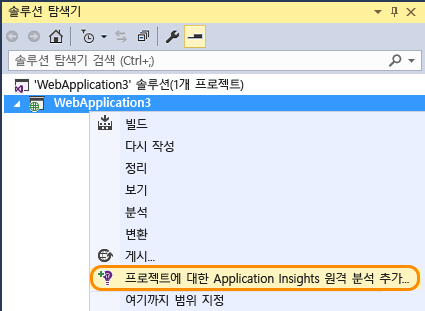 솔루션 탐색기
솔루션 탐색기 검색 (Ctrl+;)
'WebApplication3' 솔루션(1개 프로젝트)
WebApplication3
빌드
다시 작성
정리
보기
분석
변환
게시...
프로젝트에 대한 Application Insights 원격 분석 추가...
여기까지 범위 지정